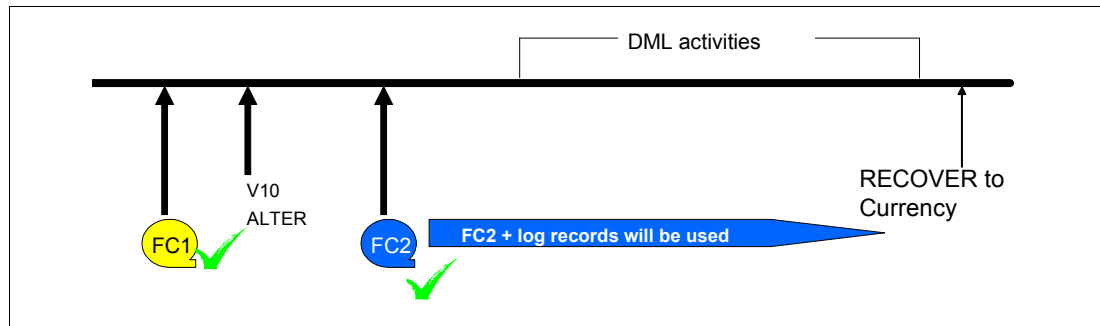 DML activities
V10
ALTER
RECOVER to
Currency
FC1
FC2
FC2 + log records will be used